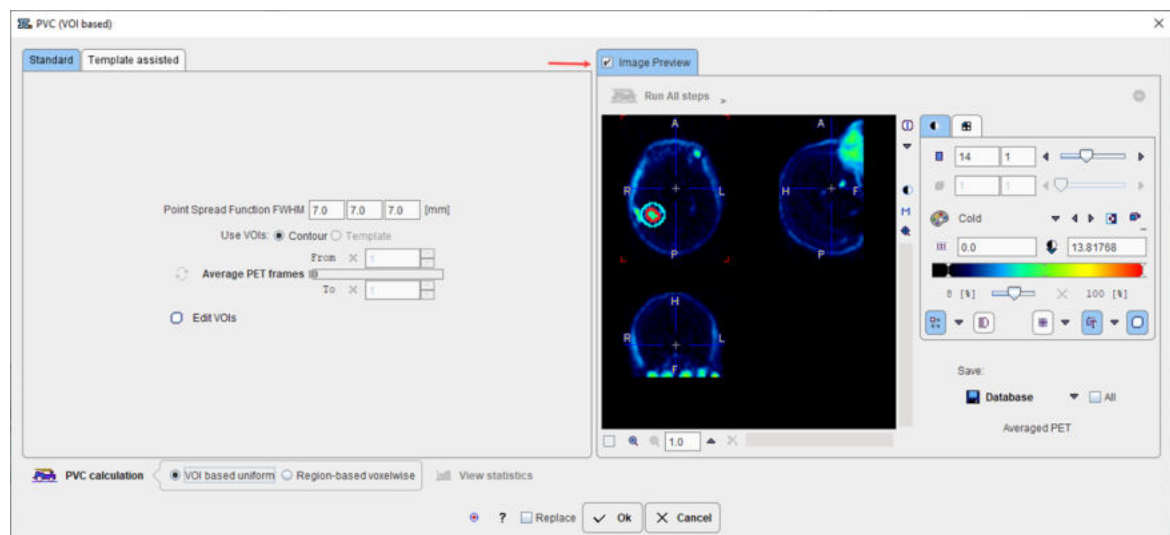 PVC (VOI based)
Standard Template assisted
Image Preview
Run All steps
A A
R L H F
P P
H
R L
F
14 1
1 1
Cold
0.0 13.81768
8 [%] 100 [%]
Point Spread Function FWHM 7.0 7.0 7.0 [mm]
Use VOIs: Contour Template
From 1
Average PET frames
To 1
Edit VOIs
Save:
Database All
Averaged PET
1.0
PVC calculation VOI based uniform Region-based voxelwise View statistics
? Replace Ok Cancel